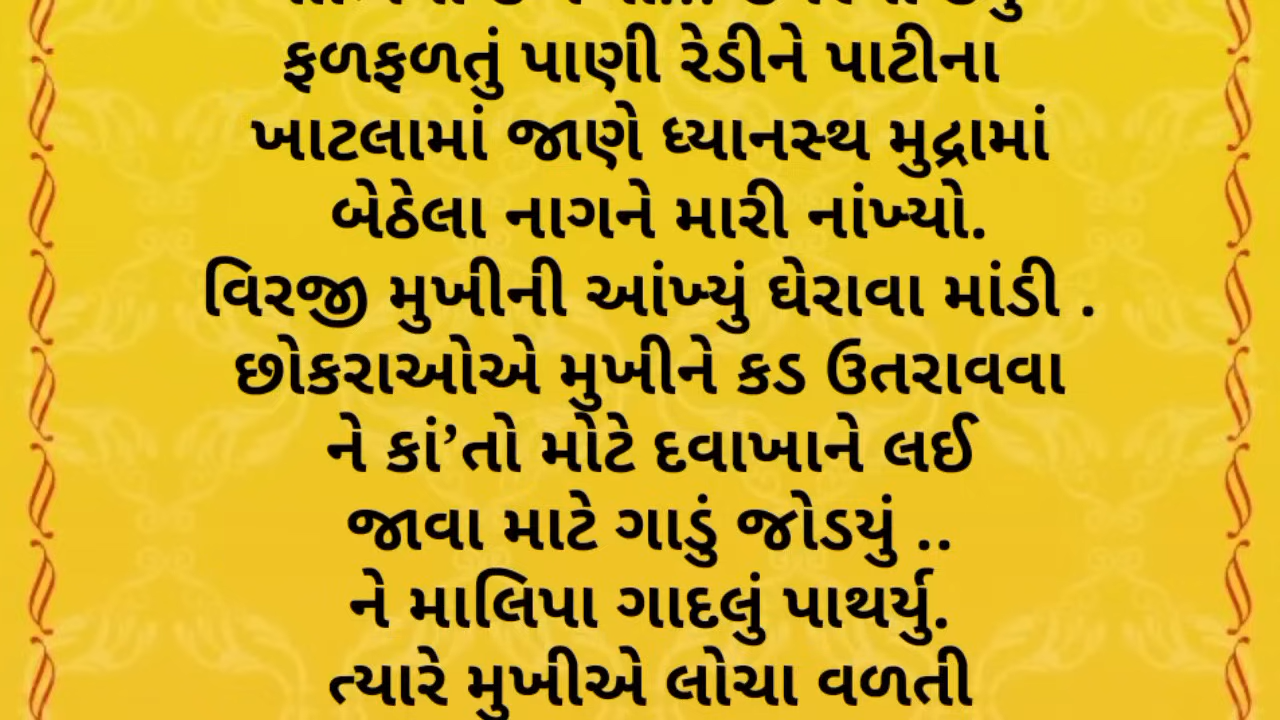 ફળફળતું પાણી રેડીને પાટીના
ખાટલામાં જાણે ધ્યાનસ્થ મુદ્રામાં
બેઠેલા નાગને મારી નાંખ્યો.
વિરજી મુખીની આંખ્યું ઘેરાવા માંડી .
છોકરાઓએ મુખીને કડ ઉતરાવવા
ને કાં’તો મોટે દવાખાને લઈ
જાવા માટે ગાડું જોડયું ..
ને માલિપા ગાદલું પાથર્યુ.
ત્યારે મુખીએ લોચા વળતી